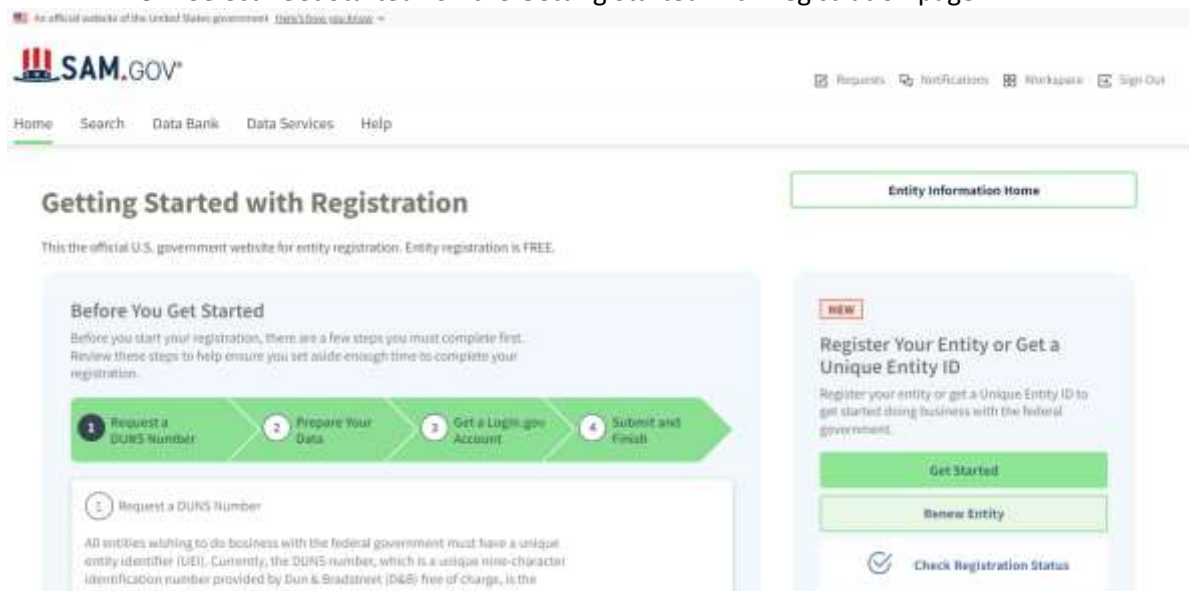 An official website of the United States government Here's how you know
SAM.GOV®
Requests Notifications Workspace Sign Out
Home Search Data Bank Data Services Help
Getting Started with Registration
Entity Information Home
This the official U.S. government website for entity registration. Entity registration is FREE.
Before You Get Started
Before you start your registration, there are a few steps you must complete first.
Review these steps to help ensure you set aside enough time to complete your
registration.
1 Request a
DUNS Number
2 Prepare Your
Data
3 Get a Login.gov
Account
4 Submit and
Finish
1 Request a DUNS Number
All entities wishing to do business with the federal government must have a unique
entity identifier (UEI). Currently, the DUNS number, which is a unique nine-character
identification number provided by Dun & Bradstreet (D&B) free of charge, is the
NEW
Register Your Entity or Get a
Unique Entity ID
Register your entity or get a Unique Entity ID to
get started doing business with the federal
government.
Get Started
Renew Entity
Check Registration Status